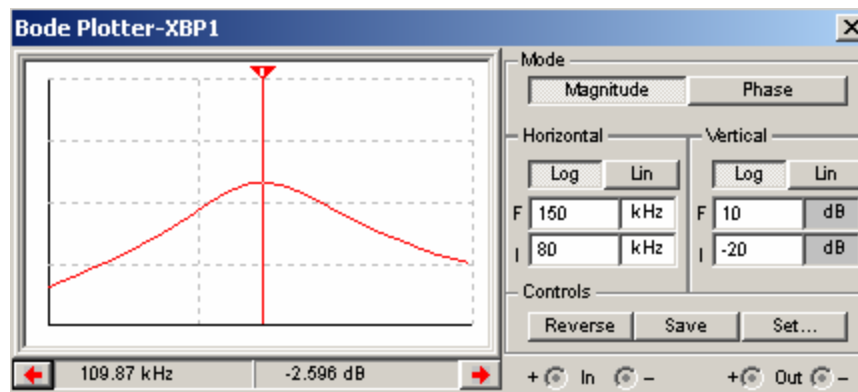 Bode Plotter-XBP1
Mode
Magnitude Phase
Horizontal Vertical
Log Lin Log Lin
F 150 kHz F 10 dB
I 80 kHz I -20 dB
Controls
Reverse Save Set...
109.87 kHz -2.596 dB + In - + Out -